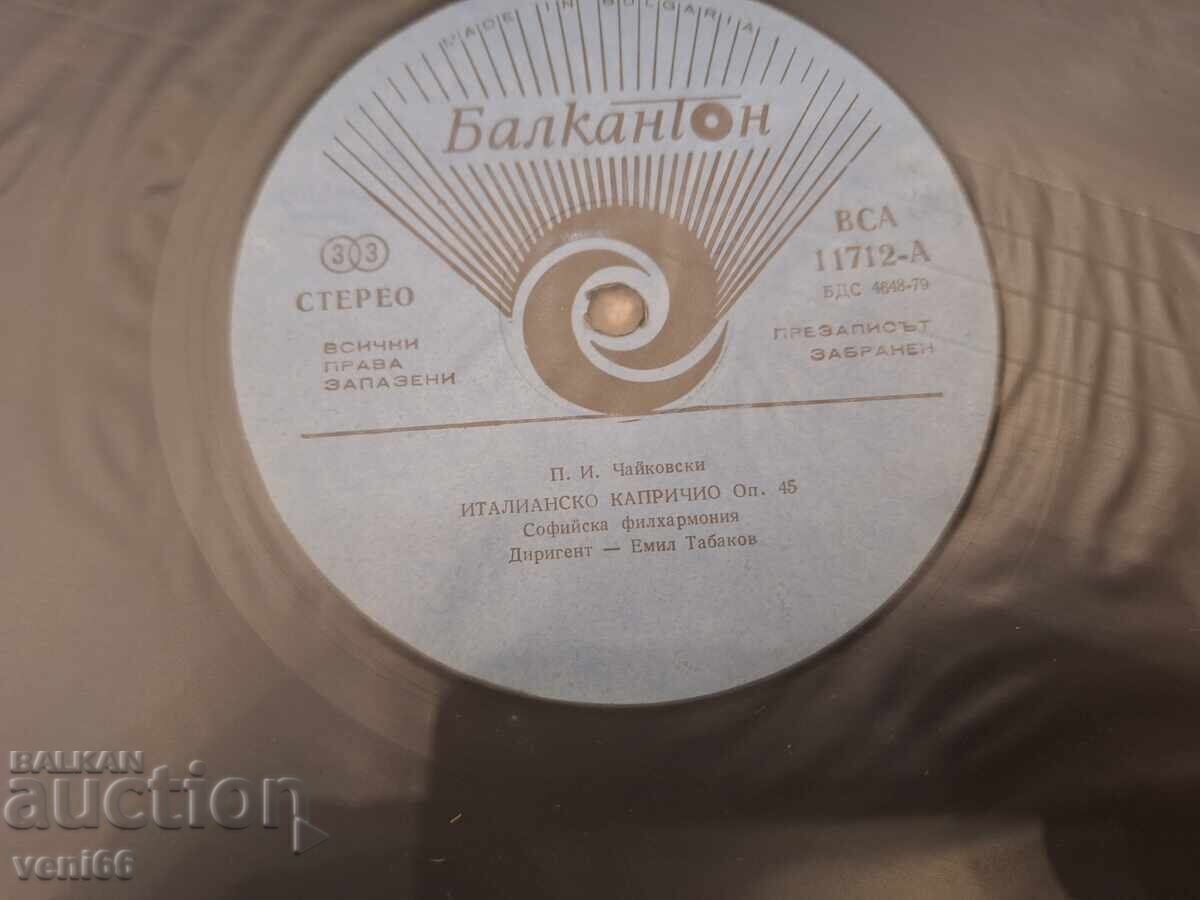 MADE IN BULGARIA
Балкантон
33
СТЕРЕО
ВСИЧКИ
ПРАВА
ЗАПАЗЕНИ
ВСА
11712-А
БДС 4648-79
ПРЕЗАПИСЪТ
ЗАБРАНЕН
П. И. Чайковски
ИТАЛИАНСКО КАПРИЧИО Оп. 45
Софийска филхармония
Диригент — Емил Табаков
BALKAN
auction
veni66